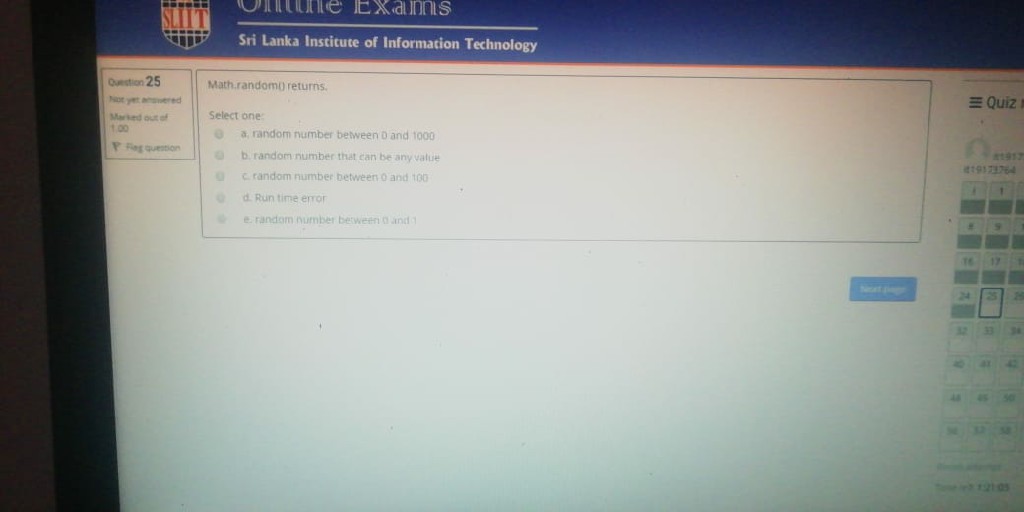 SLIIT
Online Exams
Sri Lanka Institute of Information Technology
Question 25
Not yet answered
Marked out of
1.00
Flag question
Math.random() returns.
Select one:
a. random number between 0 and 1000
b. random number that can be any value
c. random number between 0 and 100
d. Run time error
e. random number between 0 and 1
Next page
Quiz
819173764
i 1
8 9
16 17
24 25 26
32 33 34
40 41 42
48 49 50
56 57 58
Time left 1:21:05